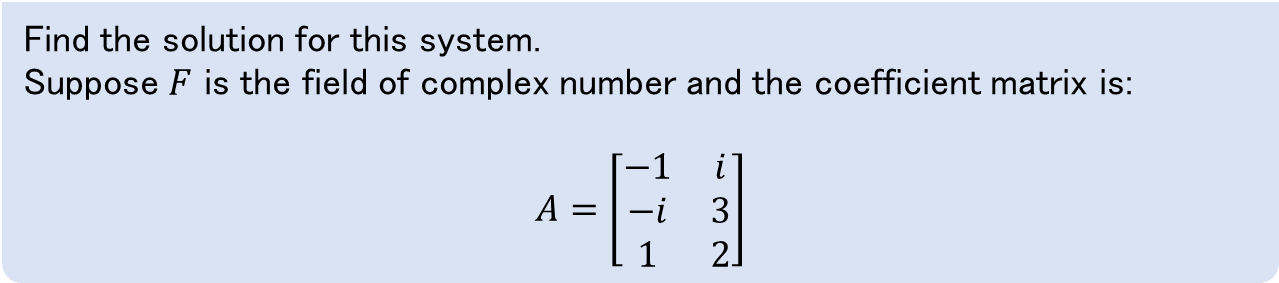 Find the solution for this system.
Suppose F is the field of complex number and the coefficient matrix is:
A = [−1 i
−i 3
1 2]